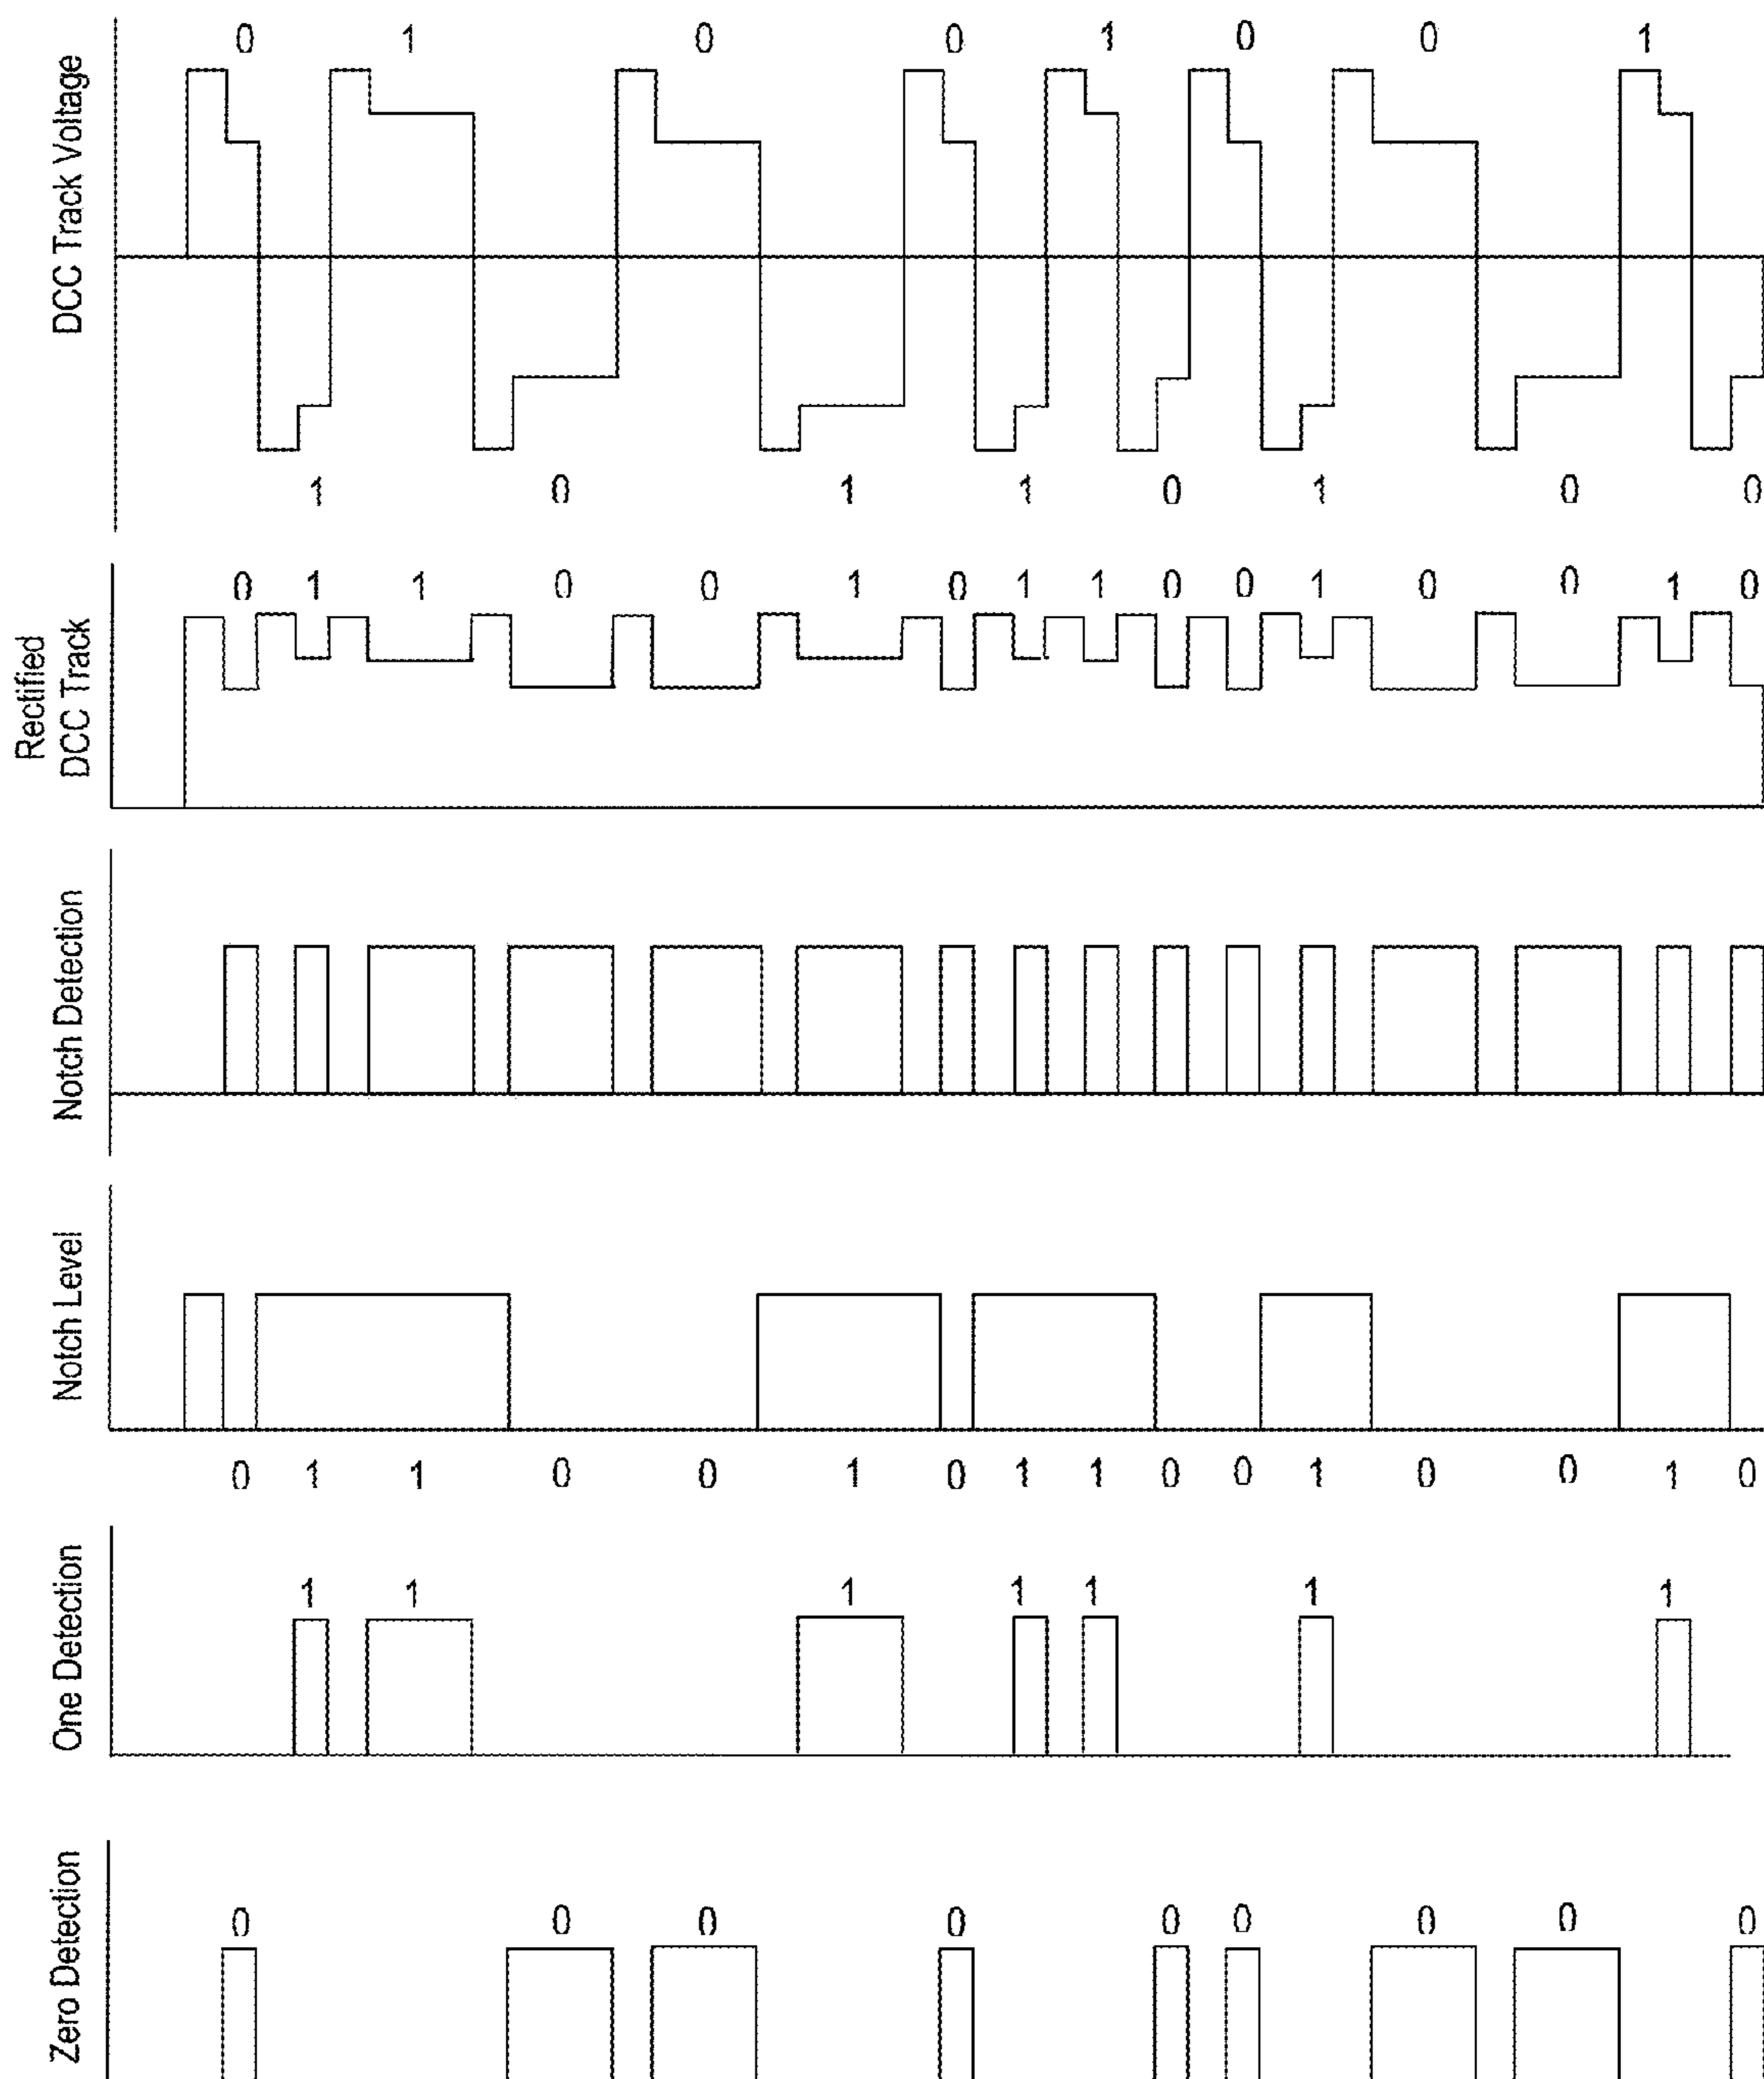 DCC Track Voltage
0 1 0 0 1 0 0 1
1 0 1 1 0 1 0 0
Rectified
DCC Track
0 1 1 0 0 1 0 1 1 0 0 1 0 0 1 0
Notch Detection
Notch Level
0 1 1 0 0 1 0 1 1 0 0 1 0 0 1 0
One Detection
1 1 1 1 1 1 1
Zero Detection
0 0 0 0 0 0 0 0 0